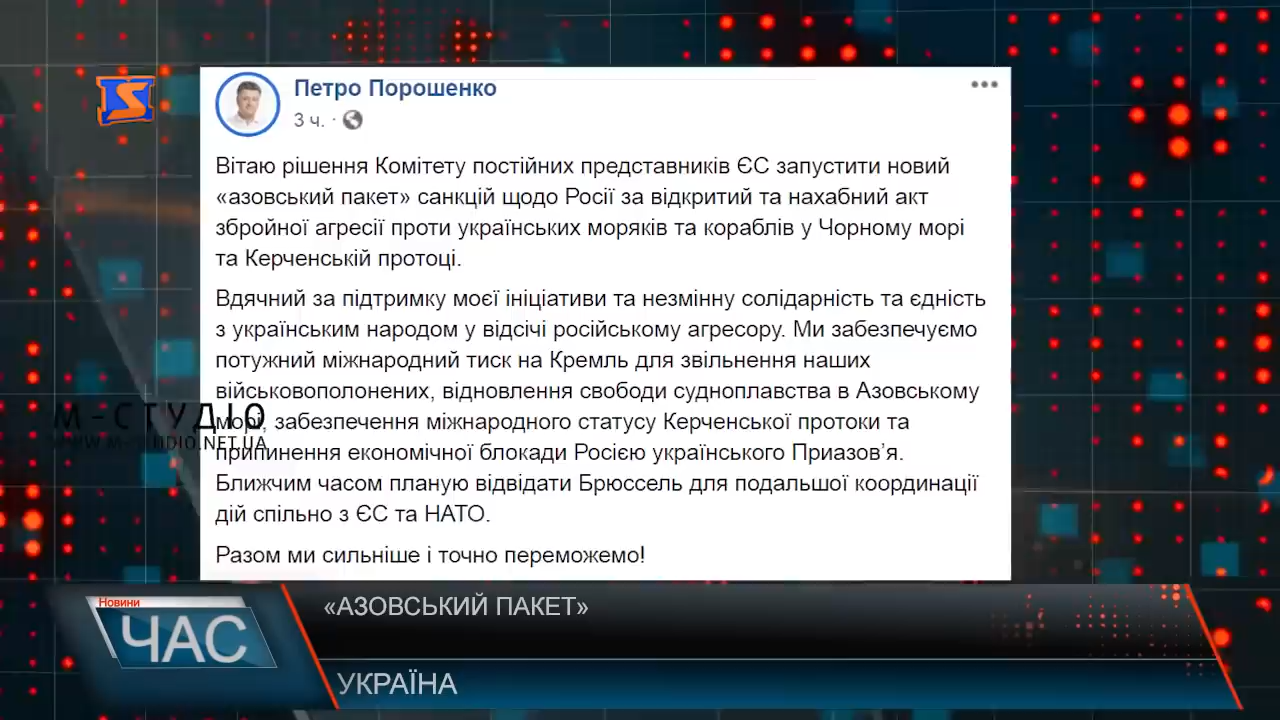 Петро Порошенко
3 ч. ·
Вітаю рішення Комітету постійних представників ЄС запустити новий
«азовський пакет» санкцій щодо Росії за відкритий та нахабний акт
збройної агресії проти українських моряків та кораблів у Чорному морі
та Керченській протоці.
Вдячний за підтримку моєї ініціативи та незмінну солідарність та єдність
з українським народом у відсічі російському агресору. Ми забезпечуємо
потужний міжнародний тиск на Кремль для звільнення наших
військовополонених, відновлення свободи судноплавства в Азовському
морі, забезпечення міжнародного статусу Керченської протоки та
припинення економічної блокади Росією українського Приазов’я.
Ближчим часом планую відвідати Брюссель для подальшої координації
дій спільно з ЄС та НАТО.
Разом ми сильніше і точно переможемо!
М-СТУДІО
WWW.M-STUDIO.NET.UA
Новини
ЧАС
«АЗОВСЬКИЙ ПАКЕТ»
УКРАЇНА